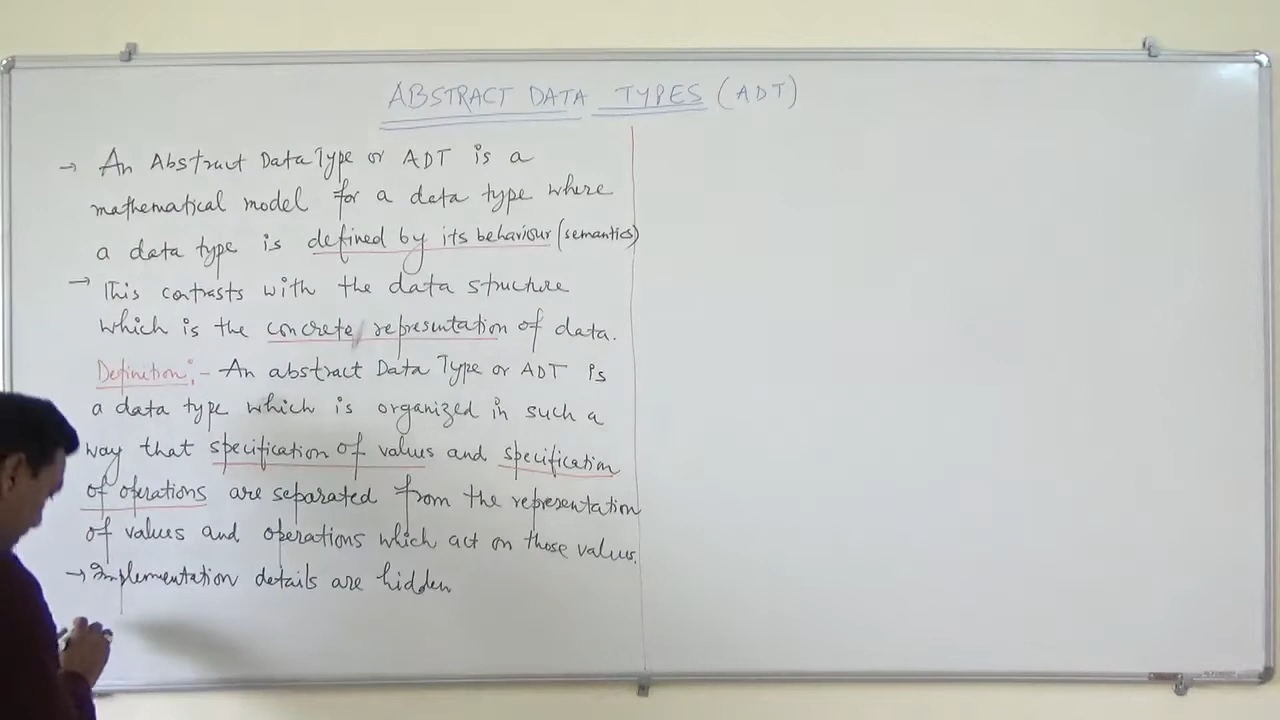 ABSTRACT DATA TYPES (ADT)
→ An Abstract Data Type or ADT is a
mathematical model for a data type where
a data type is defined by its behaviour (semantics)
→ This contrasts with the data structure
which is the concrete representation of data.
Definition:- An abstract Data Type or ADT is
a data type which is organized in such a
way that specification of values and specification
of operations are separated from the representation
of values and operations which act on those values.
→ Implementation details are hidden